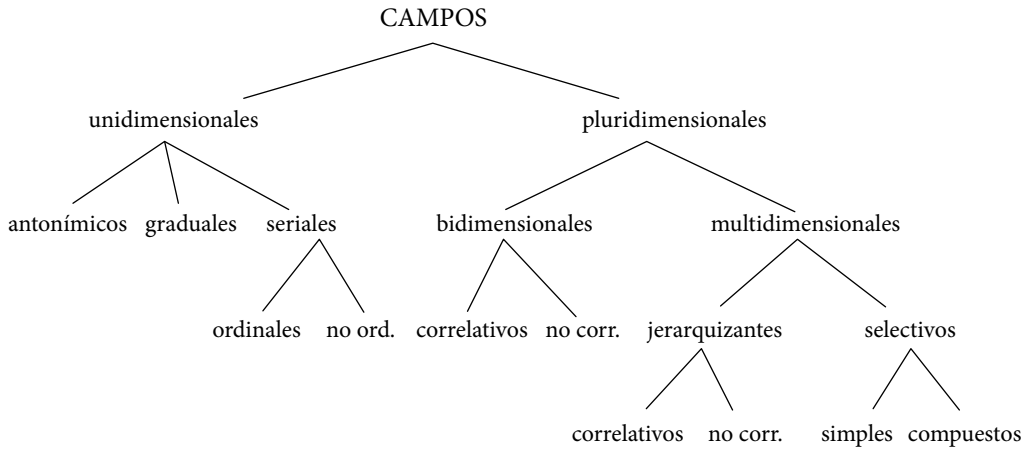 CAMPOS
unidimensionales pluridimensionales
antonímicos graduales seriales bidimensionales multidimensionales
ordinales no ord. correlativos no corr. jerarquizantes selectivos
correlativos no corr. simples compuestos